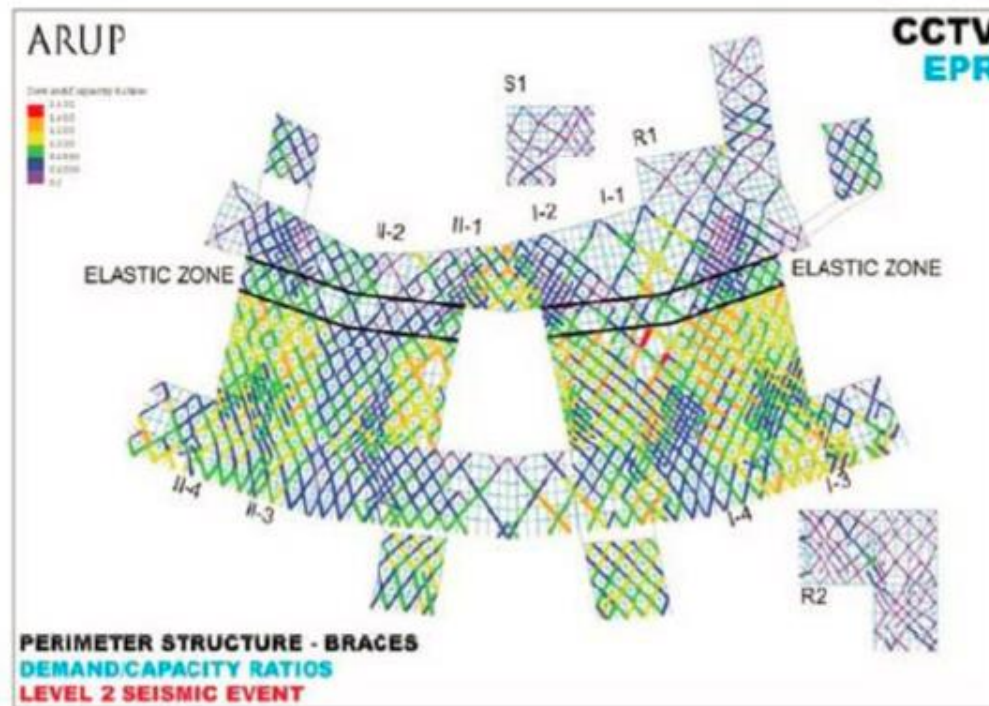 ARUP
CCTV
EPR
S1
R1
I-1
I-2
II-1
II-2
ELASTIC ZONE
ELASTIC ZONE
II-4
II-3
I-4
I-3
R2
PERIMETER STRUCTURE - BRACES
DEMAND/CAPACITY RATIOS
LEVEL 2 SEISMIC EVENT